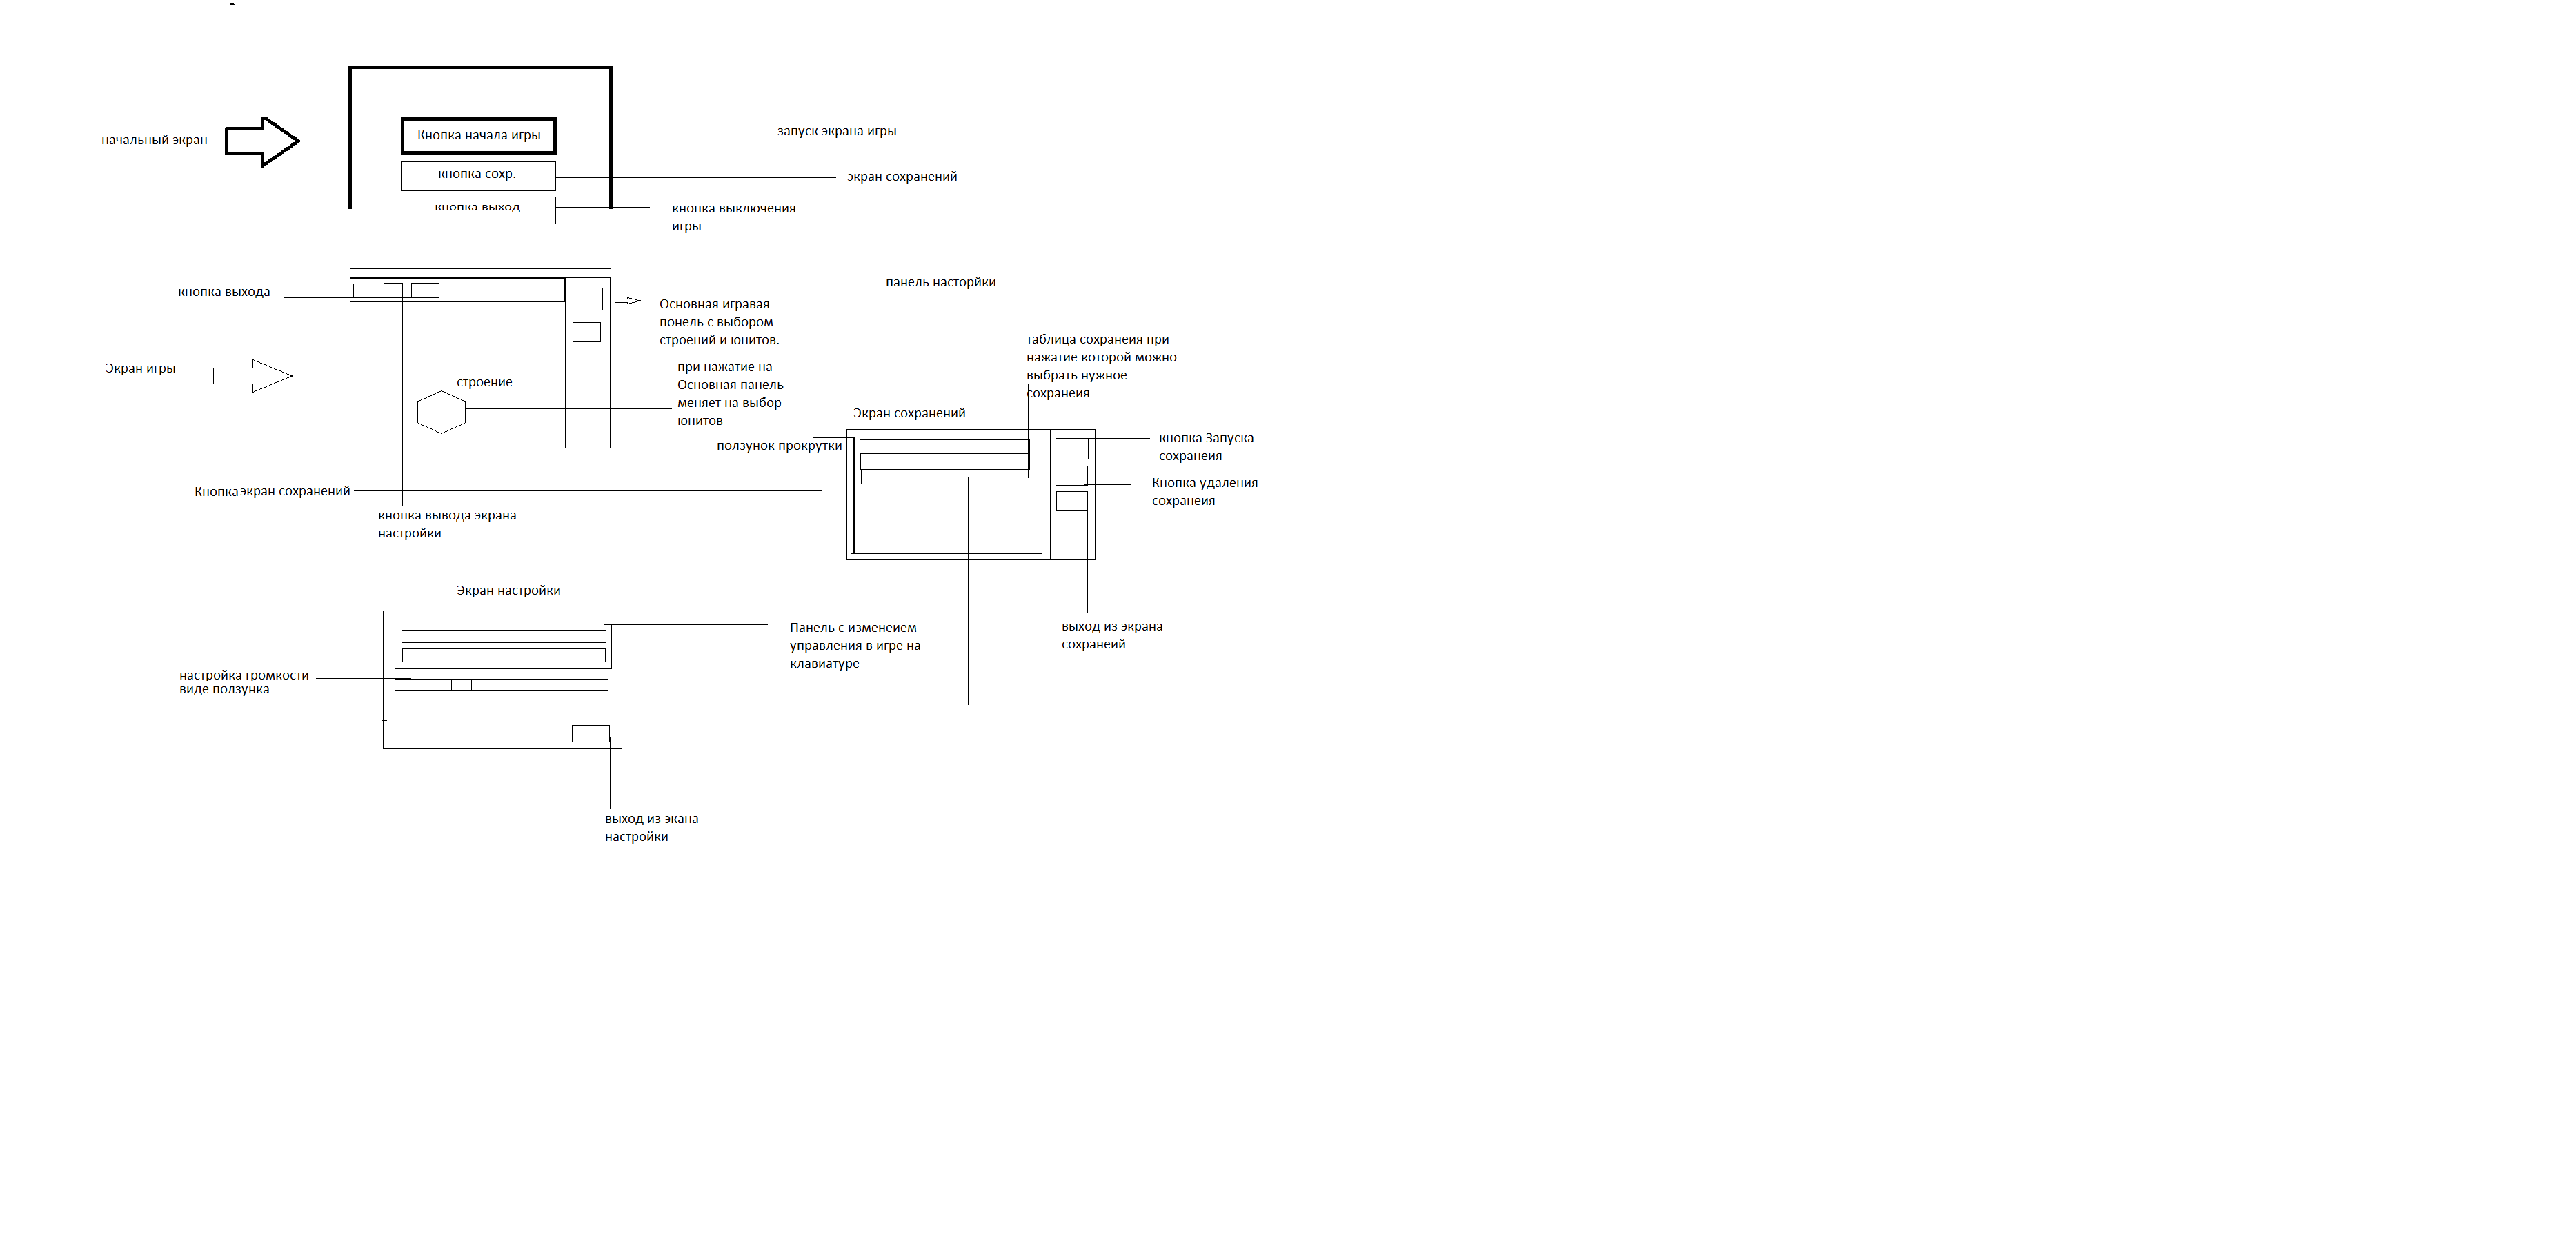 начальный экран
Кнопка начала игры
запуск экрана игры
кнопка сохр.
экран сохранений
кнопка выход
кнопка выключения
игры
кнопка выхода
панель насторйки
Основная игравая
понель с выбором
строений и юнитов.
Экран игры
строение
при нажатие на
Основная панель
меняет на выбор
юнитов
таблица сохранеия при
нажатие которой можно
выбрать нужное
сохранеия
Экран сохранений
ползунок прокрутки
кнопка Запуска
сохранеия
Кнопка удаления
сохранеия
Кнопка экран сохранений
кнопка вывода экрана
настройки
Экран настройки
Панель с изменеием
управления в игре на
клавиатуре
выход из экрана
сохранеий
настройка громкости
виде ползунка
выход из экана
настройки